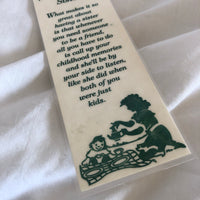 What makes it so
great about
having a sister
is that whenever
you need someone
to be a friend,
all you have to do
is call up your
childhood memories
and she'll be by
your side to listen,
like she did when
both of you
were just
kids.